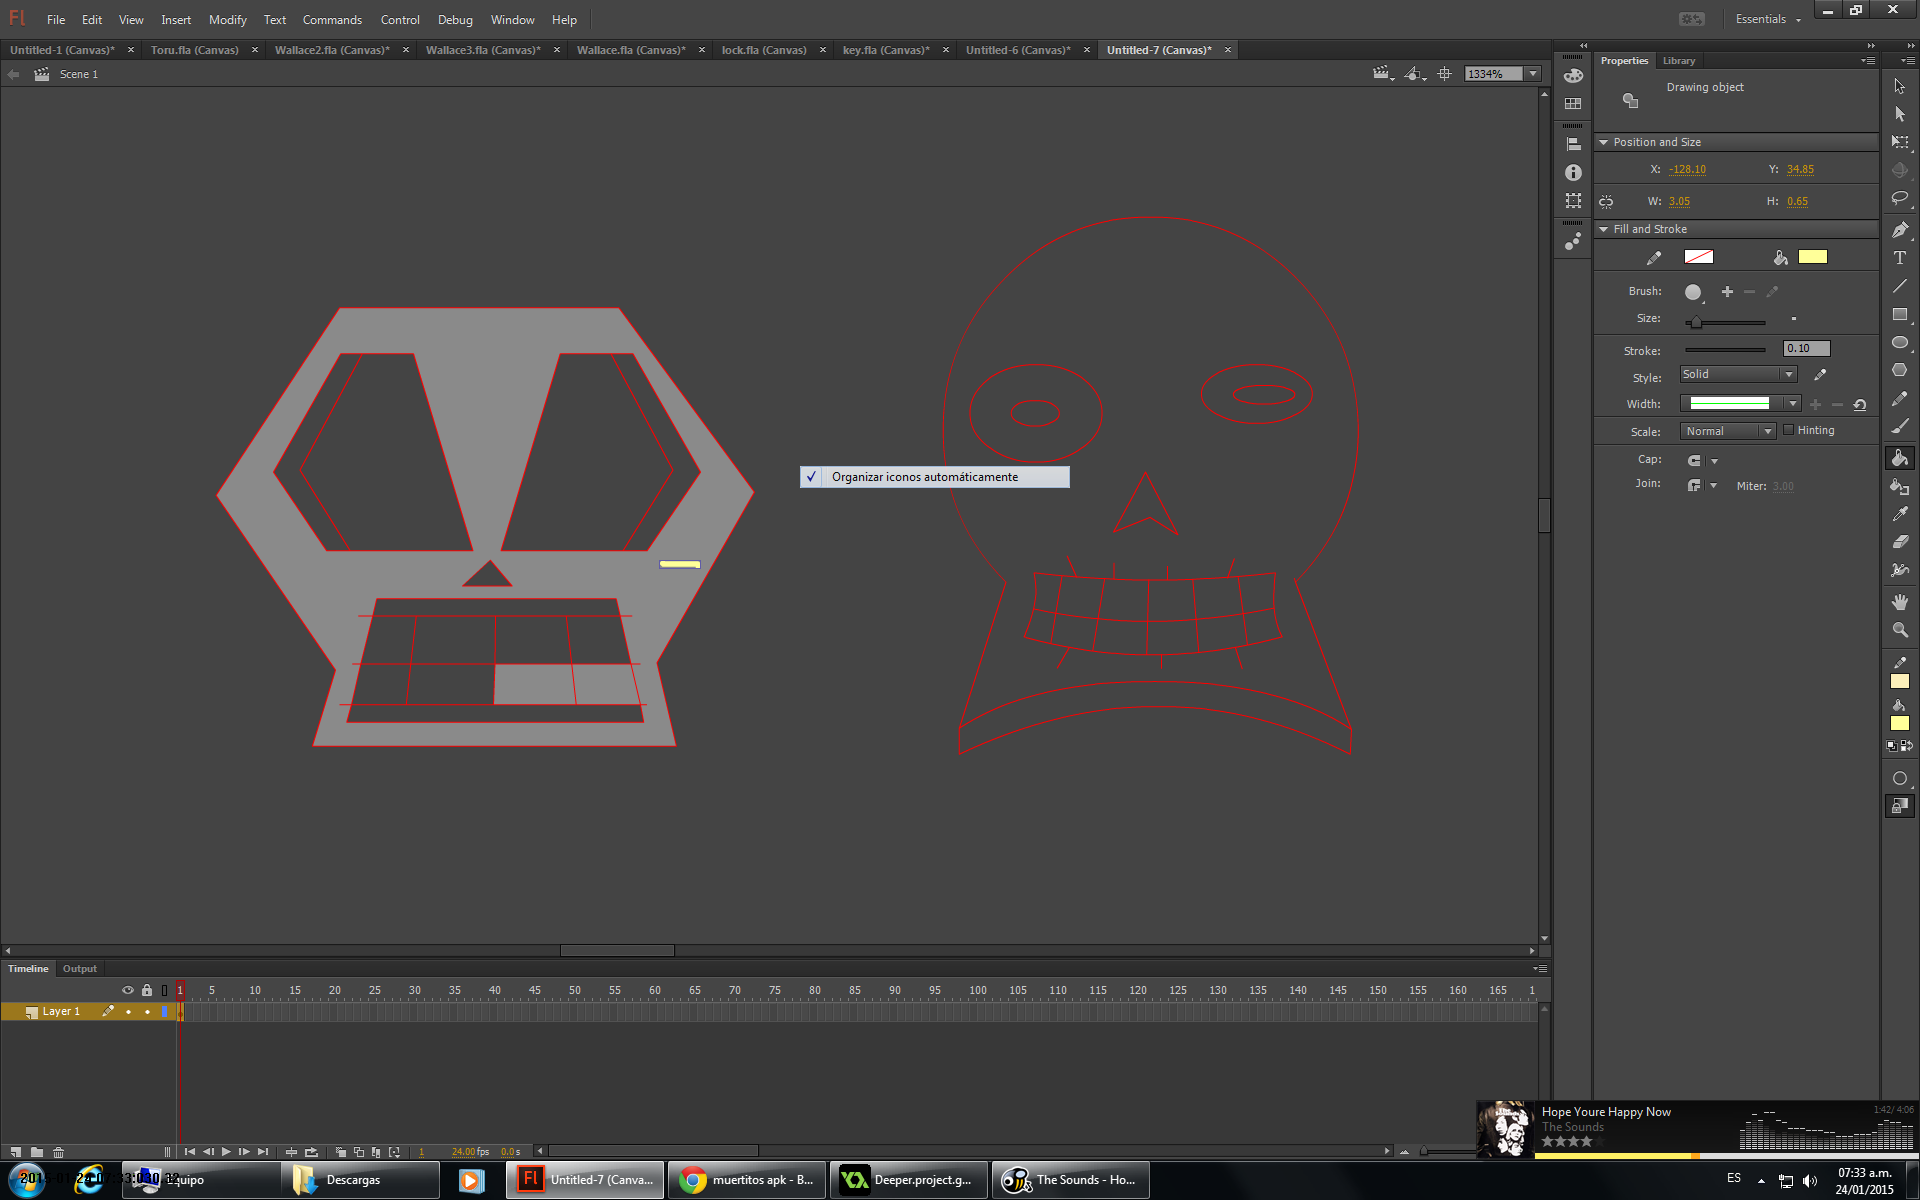 Fl File Edit View Insert Modify Text Commands Control Debug Window Help Essentials
Untitled-1 (Canvas)* Toru.fla (Canvas) Wallace2.fla (Canvas)* Wallace3.fla (Canvas)* Wallace.fla (Canvas)* lock.fla (Canvas) key.fla (Canvas)* Untitled-6 (Canvas)* Untitled-7 (Canvas)*
Scene 1 1334%
Properties Library
Drawing object
Position and Size
X: -128.10 Y: 34.85
W: 3.05 H: 0.65
Fill and Stroke
Brush:
Size:
Stroke: 0.10
Style: Solid
Width:
Scale: Normal Hinting
Cap:
Join: Miter: 3.00
Organizar iconos automáticamente
Timeline Output
1 5 10 15 20 25 30 35 40 45 50 55 60 65 70 75 80 85 90 95 100 105 110 115 120 125 130 135 140 145 150 155 160 165 1
Layer 1
1 24.00 fps 0.0 s
Hope Youre Happy Now 1:42/ 4:06
The Sounds
Equipo Descargas Untitled-7 (Canva... muertitos apk - B... Deeper.project.g... The Sounds - Ho... ES 07:33 a.m.
24/01/2015